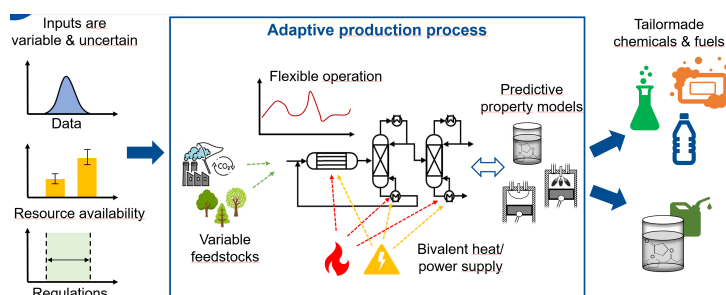 Inputs are
variable & uncertain
Data
Resource availability
Regulations
Adaptive production process
Flexible operation
CO₂
Variable
feedstocks
Bivalent heat/
power supply
Predictive
property models
Tailormade
chemicals & fuels